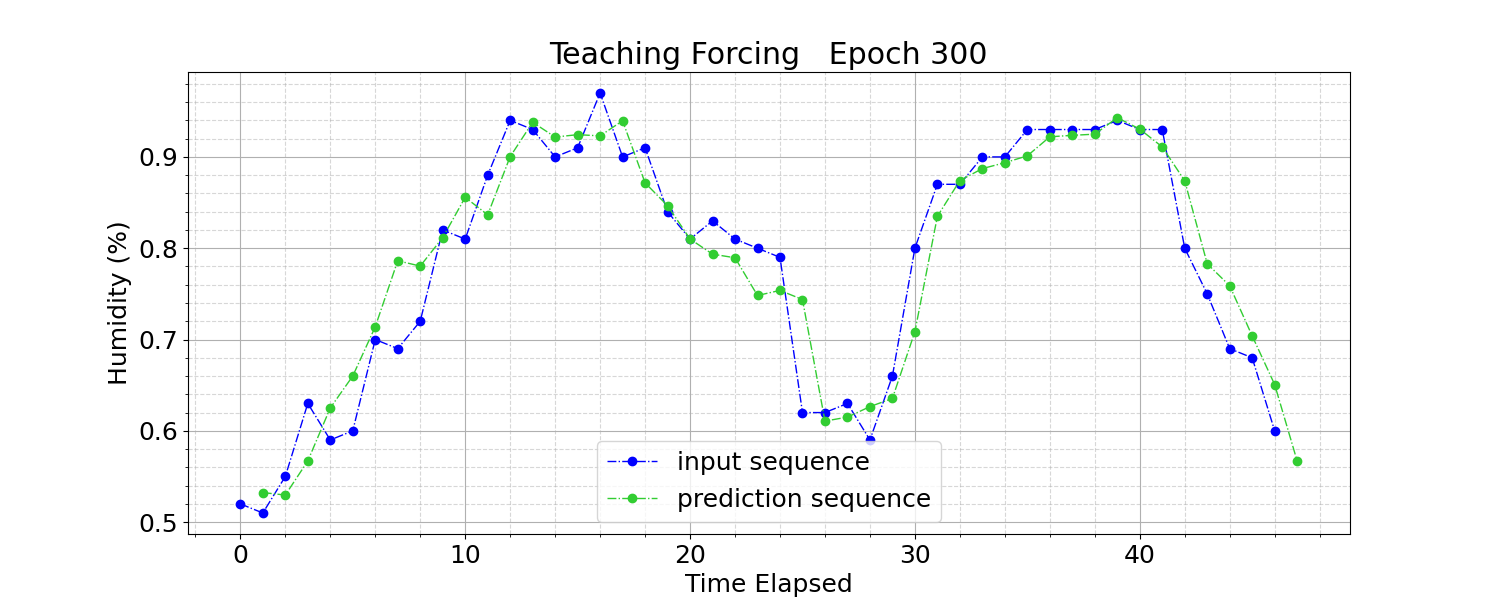 Teaching Forcing   Epoch 300
Humidity (%)
0.9
0.8
0.7
0.6
0.5
input sequence
prediction sequence
0 10 20 30 40
Time Elapsed